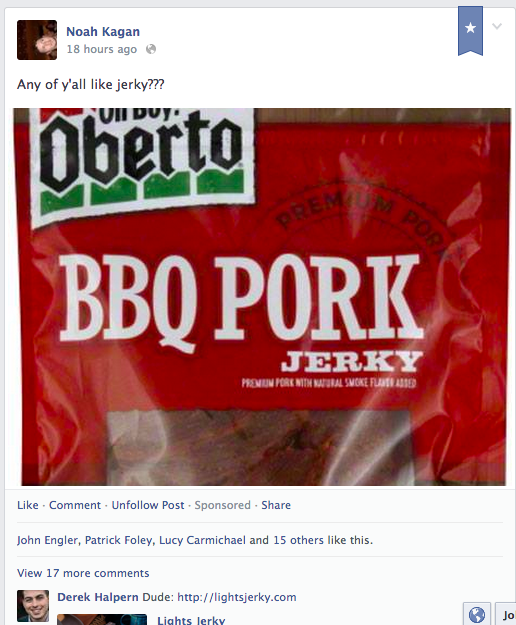 Noah Kagan
18 hours ago
Any of y'all like jerky???
Oh Boy!
Oberto
PREMIUM PORK
BBQ PORK
JERKY
PREMIUM PORK WITH NATURAL SMOKE FLAVOR ADDED
Like · Comment · Unfollow Post · Sponsored · Share
John Engler, Patrick Foley, Lucy Carmichael and 15 others like this.
View 17 more comments
Derek Halpern Dude: http://lightsjerky.com
Lights Jerky
Jo